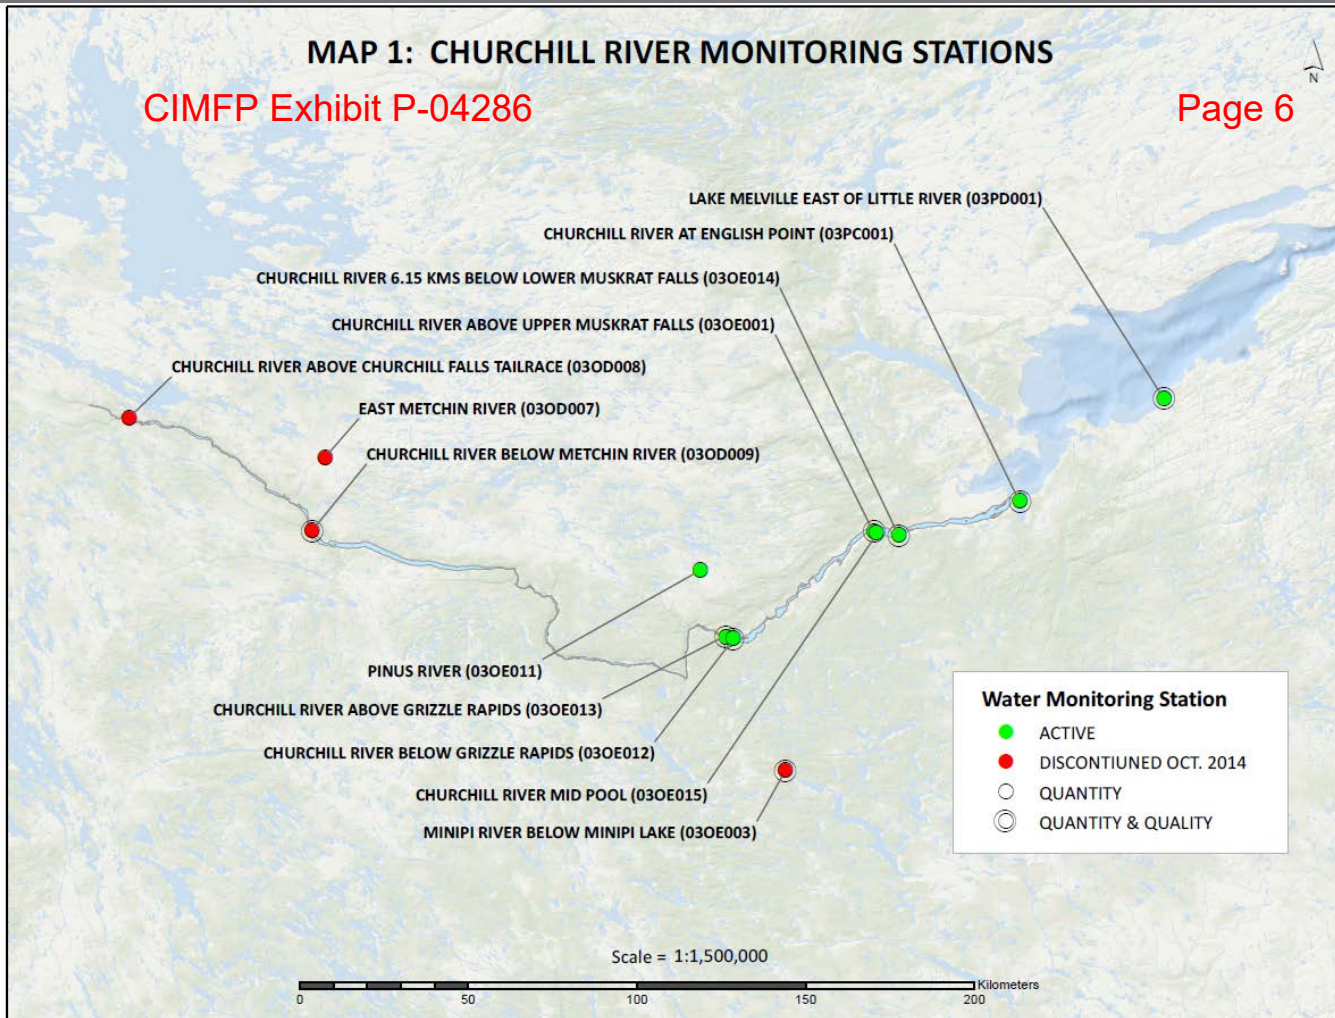 MAP 1: CHURCHILL RIVER MONITORING STATIONS
CIMFP Exhibit P-04286
Page 6
N
LAKE MELVILLE EAST OF LITTLE RIVER (03PD001)
CHURCHILL RIVER AT ENGLISH POINT (03PC001)
CHURCHILL RIVER 6.15 KMS BELOW LOWER MUSKRAT FALLS (03OE014)
CHURCHILL RIVER ABOVE UPPER MUSKRAT FALLS (03OE001)
CHURCHILL RIVER ABOVE CHURCHILL FALLS TAILRACE (03OD008)
EAST METCHIN RIVER (03OD007)
CHURCHILL RIVER BELOW METCHIN RIVER (03OD009)
PINUS RIVER (03OE011)
CHURCHILL RIVER ABOVE GRIZZLE RAPIDS (03OE013)
CHURCHILL RIVER BELOW GRIZZLE RAPIDS (03OE012)
CHURCHILL RIVER MID POOL (03OE015)
MINIPI RIVER BELOW MINIPI LAKE (03OE003)
Water Monitoring Station
ACTIVE
DISCONTIUNED OCT. 2014
QUANTITY
QUANTITY & QUALITY
Scale = 1:1,500,000
Kilometers
0 50 100 150 200